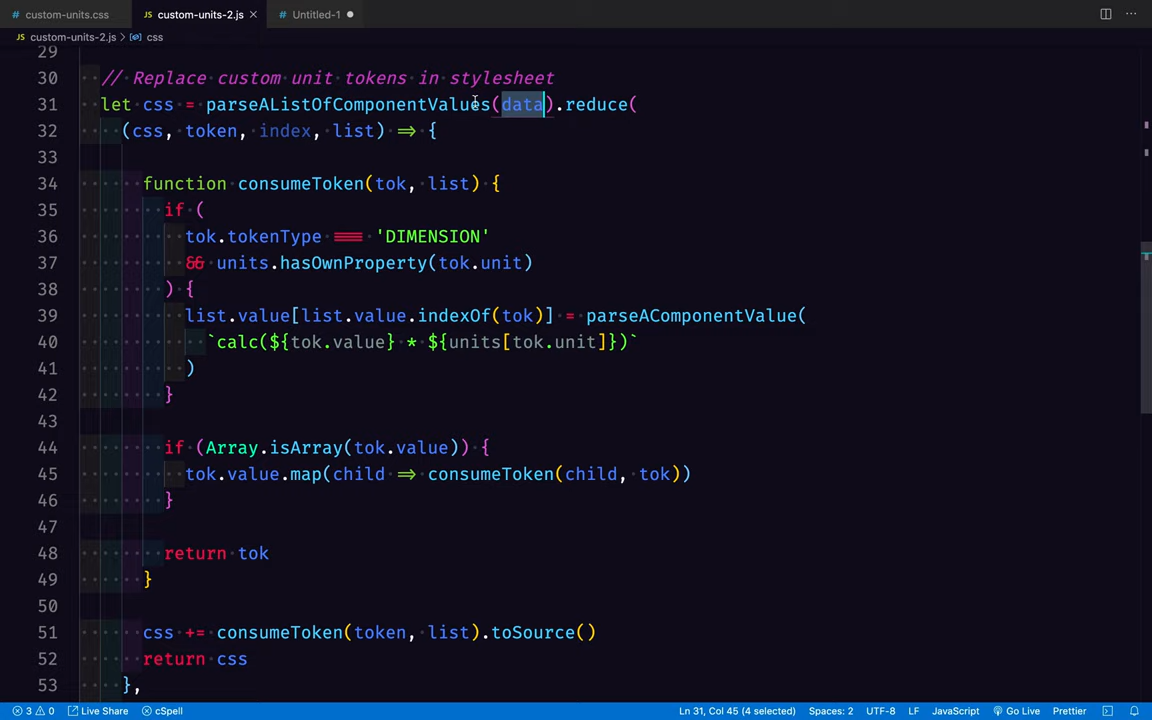 custom-units.css
custom-units-2.js
Untitled-1
custom-units-2.js > css
29
30 // Replace custom unit tokens in stylesheet
31 let css = parseAListOfComponentValues(data).reduce(
32 (css, token, index, list) => {
33
34 function consumeToken(tok, list) {
35 if (
36 tok.tokenType === 'DIMENSION'
37 && units.hasOwnProperty(tok.unit)
38 ) {
39 list.value[list.value.indexOf(tok)] = parseAComponentValue(
40 `calc(${tok.value} * ${units[tok.unit]})`
41 )
42 }
43
44 if (Array.isArray(tok.value)) {
45 tok.value.map(child => consumeToken(child, tok))
46 }
47
48 return tok
49 }
50
51 css += consumeToken(token, list).toSource()
52 return css
53 },
3 0 Live Share cSpell Ln 31, Col 45 (4 selected) Spaces: 2 UTF-8 LF JavaScript Go Live Prettier